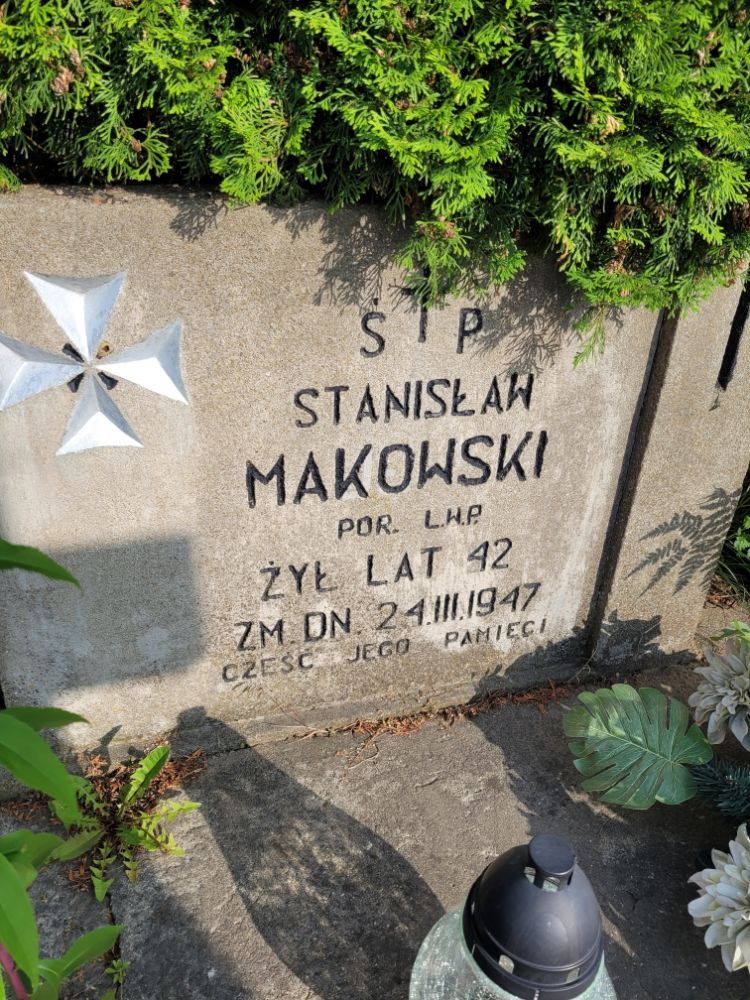 Ś † P
STANISŁAW
MAKOWSKI
POR. L.W.P.
ŻYŁ LAT 42
ZM. DN. 24.III.1947
CZEŚĆ JEGO PAMIĘCI